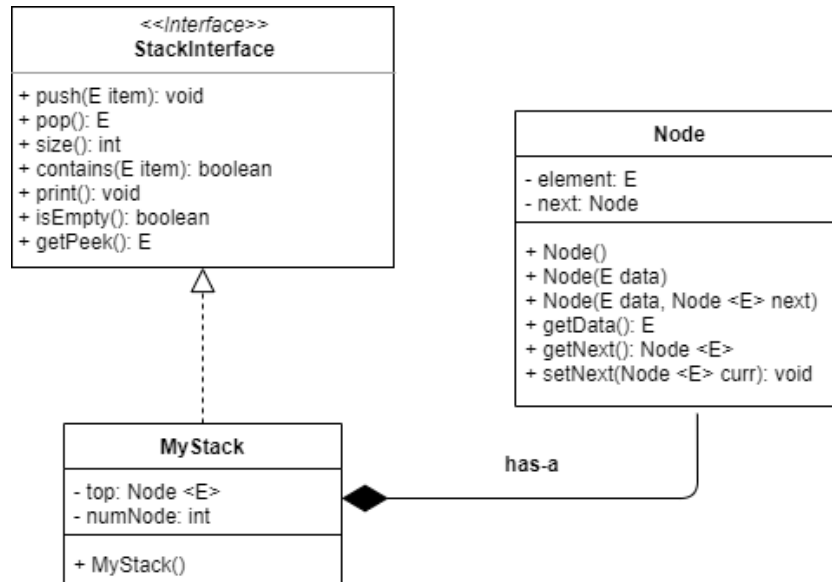 <<Interface>>
StackInterface
+ push(E item): void
+ pop(): E
+ size(): int
+ contains(E item): boolean
+ print(): void
+ isEmpty(): boolean
+ getPeek(): E
Node
- element: E
- next: Node
+ Node()
+ Node(E data)
+ Node(E data, Node <E> next)
+ getData(): E
+ getNext(): Node <E>
+ setNext(Node <E> curr): void
MyStack
- top: Node <E>
- numNode: int
+ MyStack()
has-a